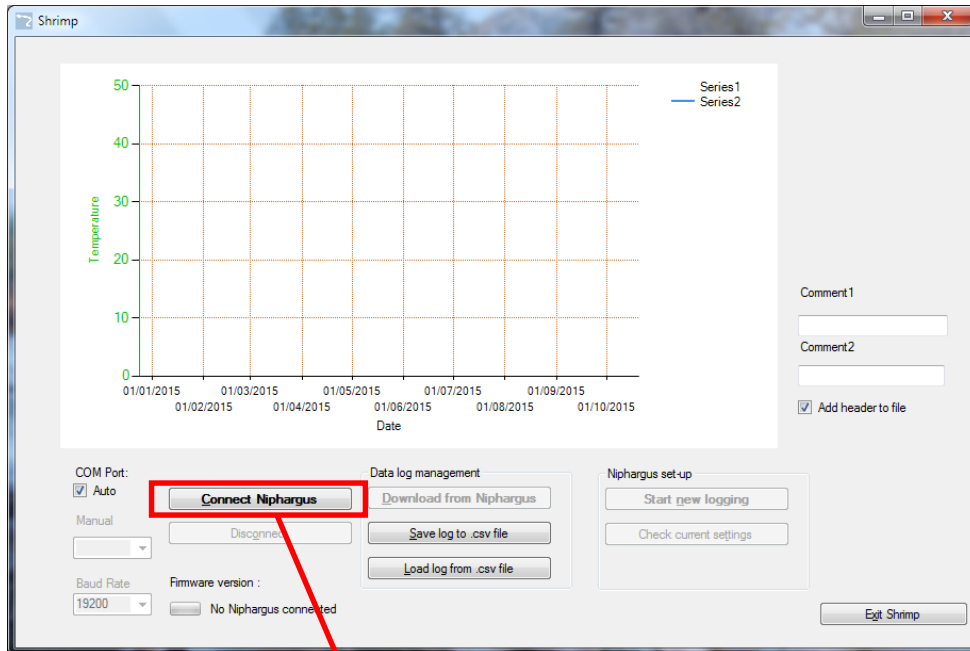 Shrimp
Series1
Series2
50
40
30
20
10
0
Temperature
01/01/2015 01/03/2015 01/05/2015 01/07/2015 01/09/2015
01/02/2015 01/04/2015 01/06/2015 01/08/2015 01/10/2015
Date
Comment1
Comment2
Add header to file
COM Port:
Auto
Manual
Baud Rate
19200
Connect Niphargus
Disconnect
Firmware version :
No Niphargus connected
Data log management
Download from Niphargus
Save log to .csv file
Load log from .csv file
Niphargus set-up
Start new logging
Check current settings
Exit Shrimp